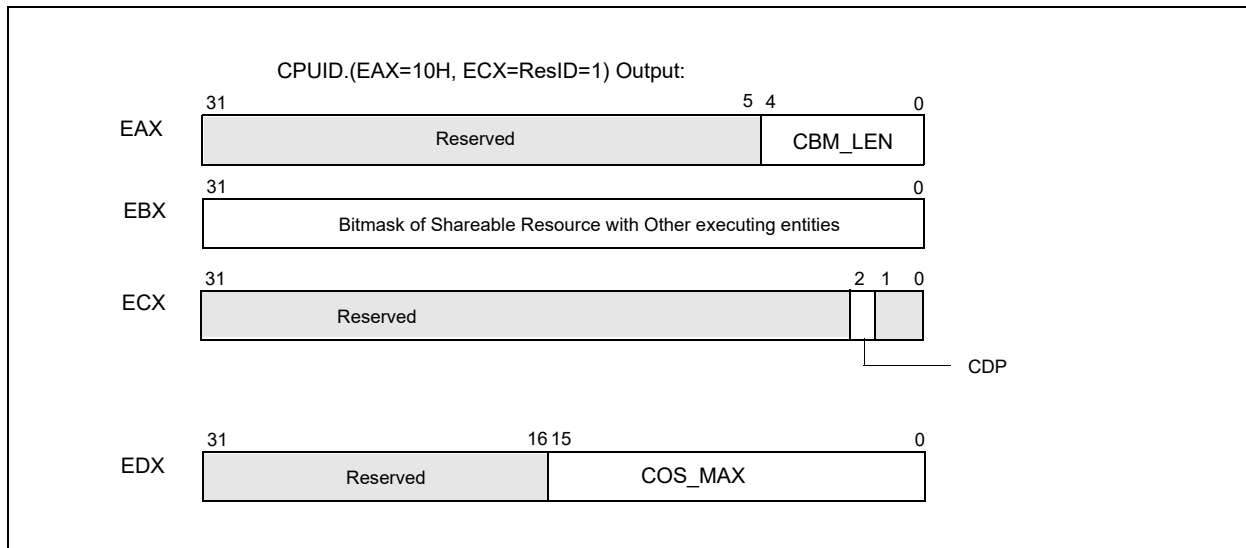 CPUID.(EAX=10H, ECX=ResID=1) Output:
31 5 4 0
EAX Reserved CBM_LEN
31 0
EBX Bitmask of Shareable Resource with Other executing entities
31 2 1 0
ECX Reserved
CDP
31 16 15 0
EDX Reserved COS_MAX